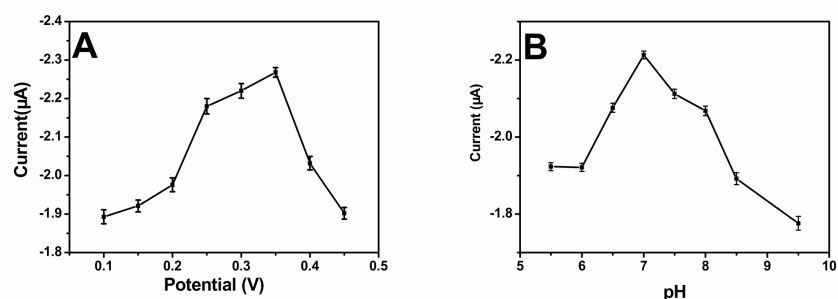 A
-2.4
-2.3
-2.2
-2.1
-2.0
-1.9
-1.8
Current(µA)
0.1 0.2 0.3 0.4 0.5
Potential (V)
B
-2.2
-2.0
-1.8
Current (µA)
5 6 7 8 9 10
pH